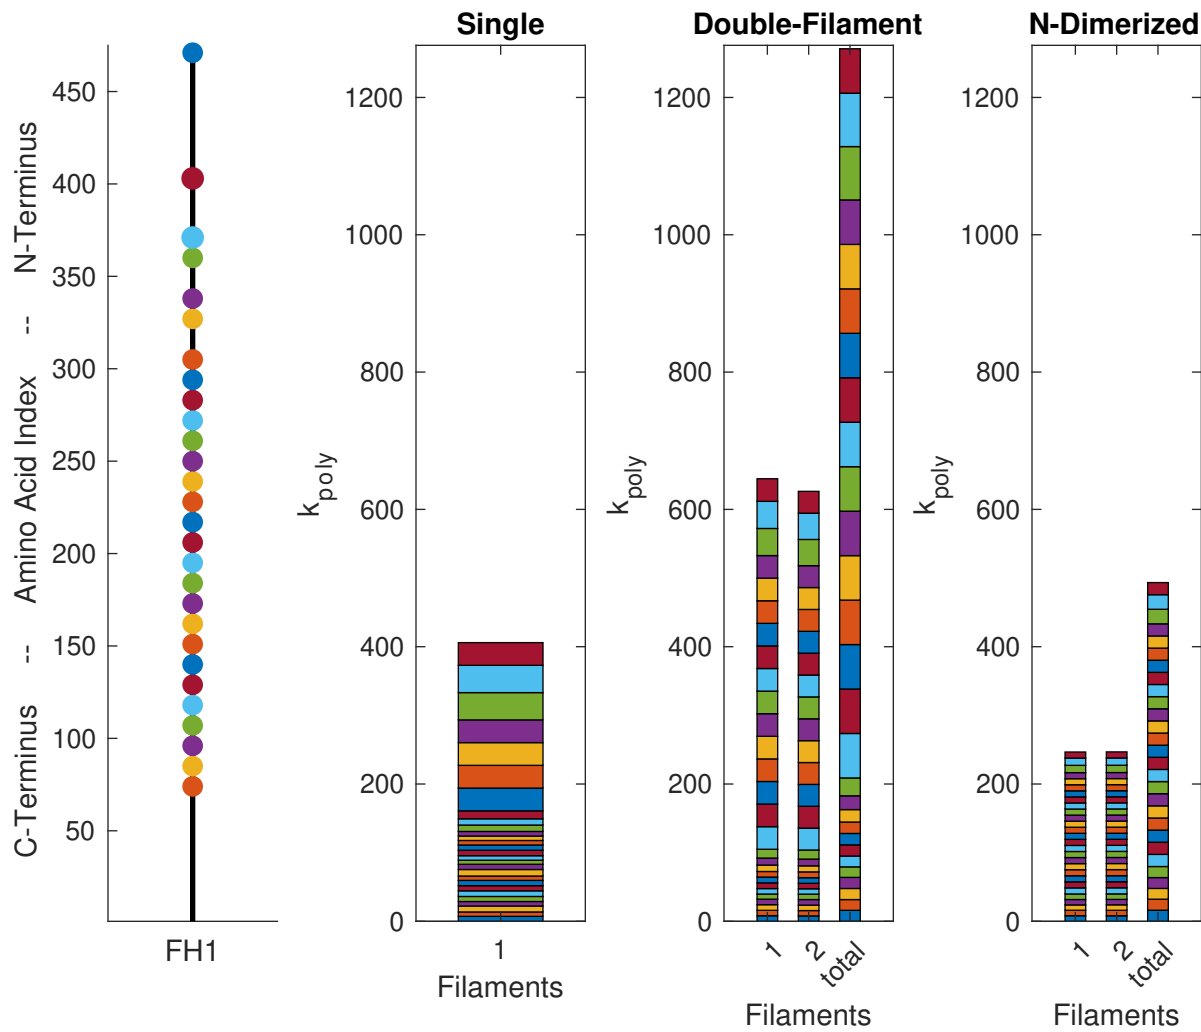 Single
Double-Filament
N-Dimerized
C-Terminus -- Amino Acid Index -- N-Terminus
450
400
350
300
250
200
150
100
50
FH1
k_poly
1200
1000
800
600
400
200
0
1
Filaments
k_poly
1200
1000
800
600
400
200
0
1
2
total
Filaments
k_poly
1200
1000
800
600
400
200
0
1
2
total
Filaments